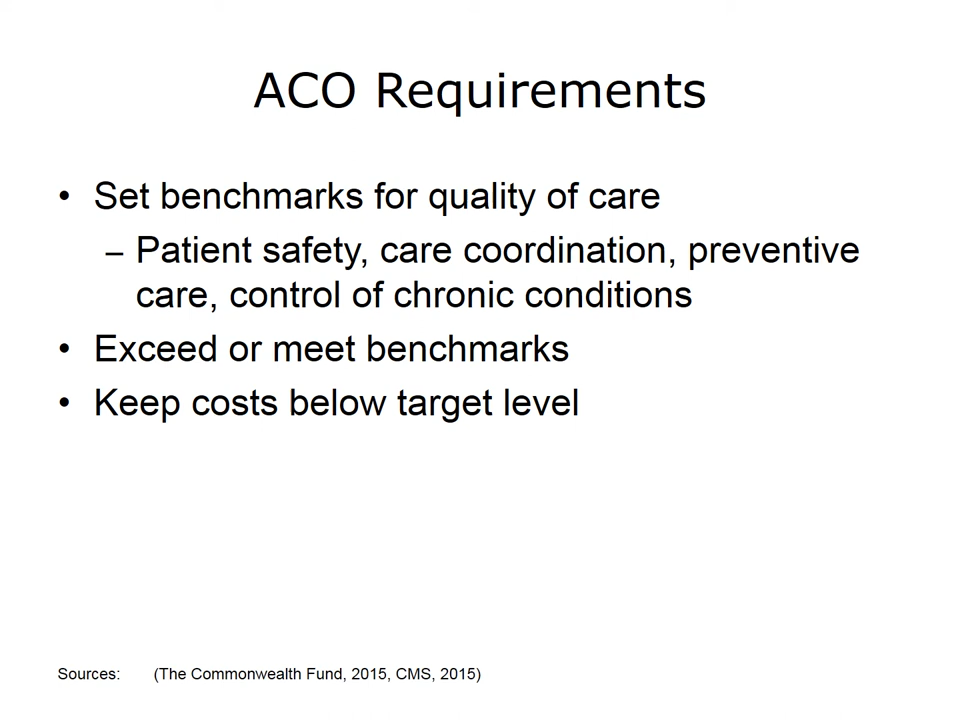 ACO Requirements
• Set benchmarks for quality of care
– Patient safety, care coordination, preventive
care, control of chronic conditions
• Exceed or meet benchmarks
• Keep costs below target level
Sources: (The Commonwealth Fund, 2015, CMS, 2015)